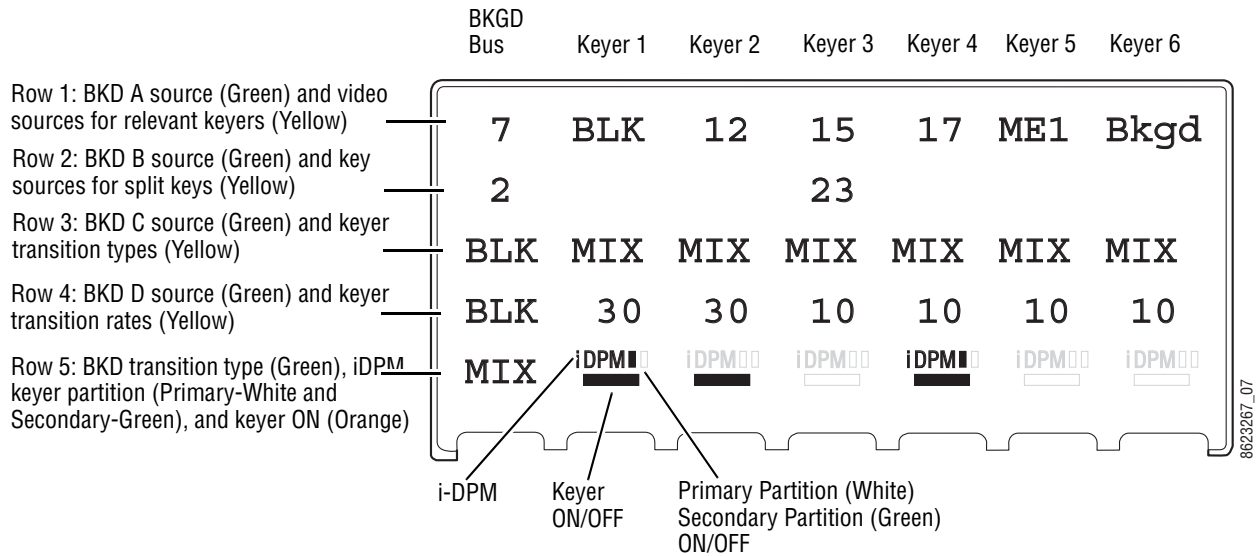 BKGD
Bus Keyer 1 Keyer 2 Keyer 3 Keyer 4 Keyer 5 Keyer 6
Row 1: BKD A source (Green) and video
sources for relevant keyers (Yellow)
7 BLK 12 15 17 ME1 Bkgd
Row 2: BKD B source (Green) and key
sources for split keys (Yellow)
2 23
Row 3: BKD C source (Green) and keyer
transition types (Yellow)
BLK MIX MIX MIX MIX MIX MIX
Row 4: BKD D source (Green) and keyer
transition rates (Yellow)
BLK 30 30 10 10 10 10
Row 5: BKD transition type (Green), iDPM
keyer partition (Primary-White and
Secondary-Green), and keyer ON (Orange)
MIX iDPM iDPM iDPM iDPM iDPM iDPM
8623267_07
i-DPM
Keyer
ON/OFF
Primary Partition (White)
Secondary Partition (Green)
ON/OFF